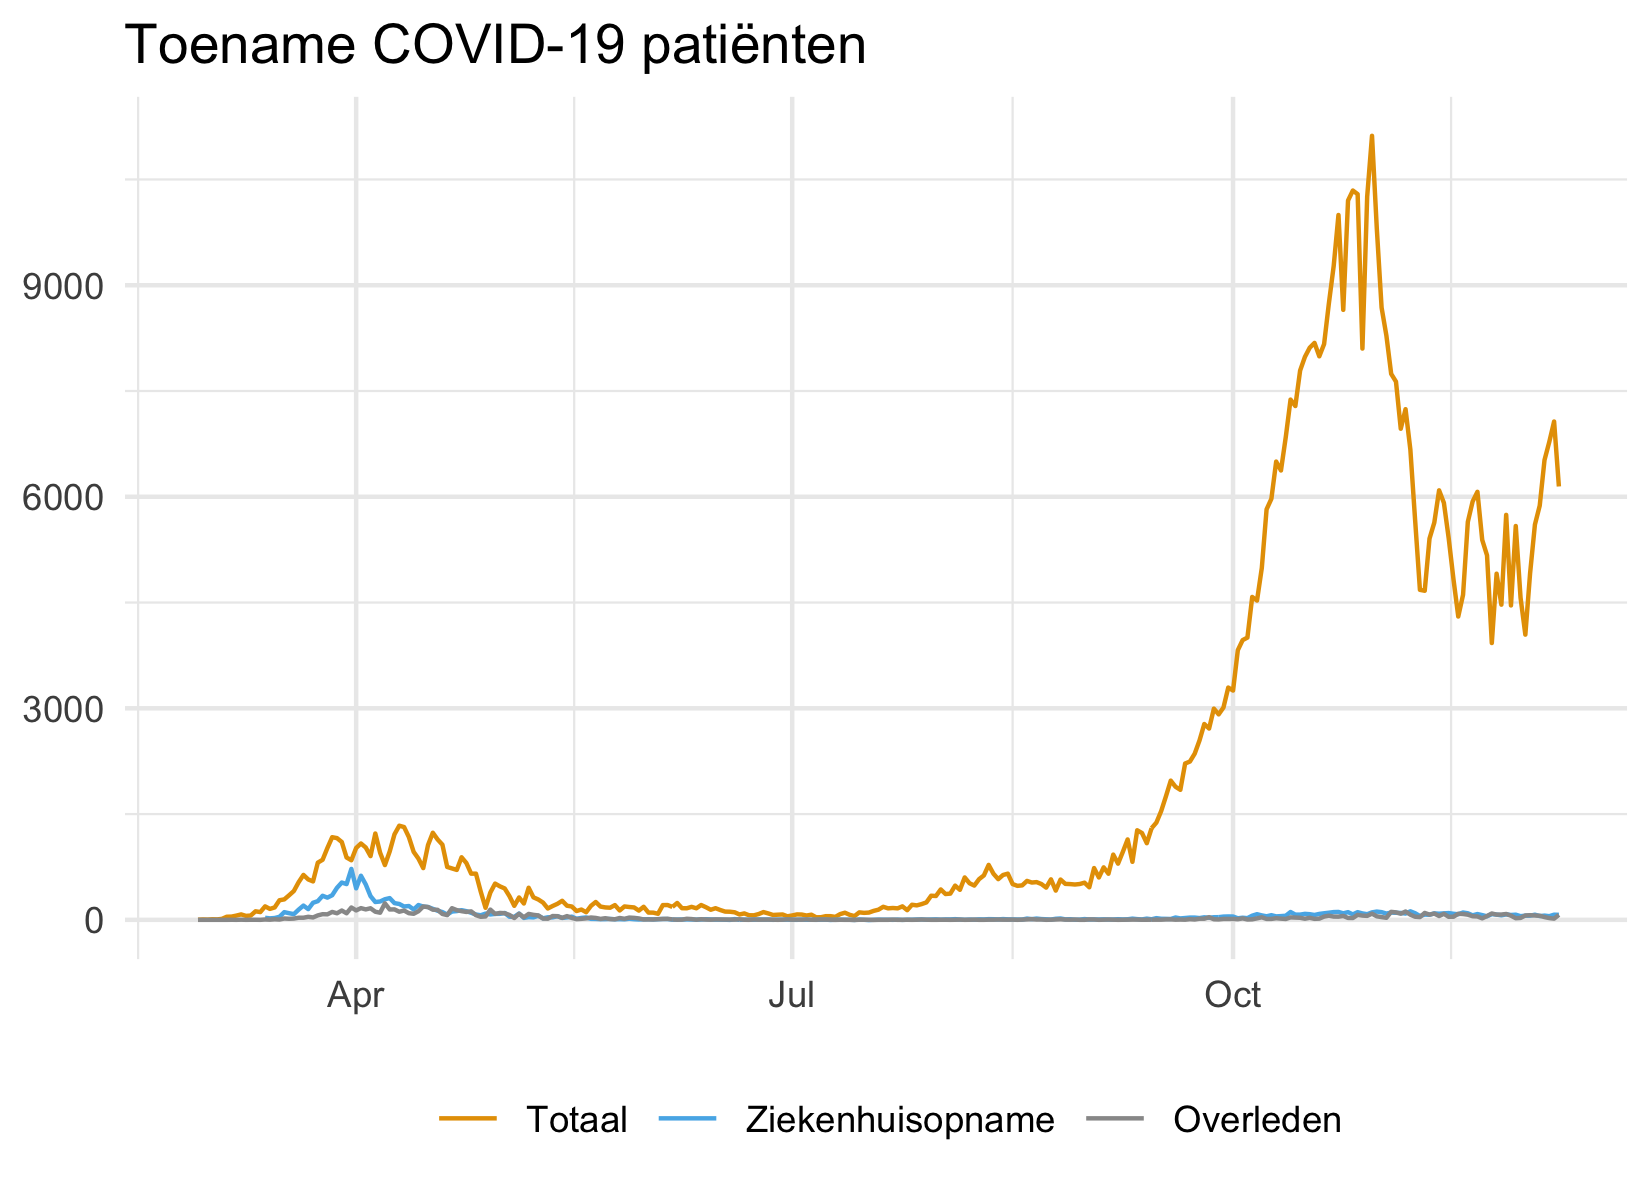 Toename COVID-19 patiënten
9000
6000
3000
0
Apr Jul Oct
Totaal Ziekenhuisopname Overleden